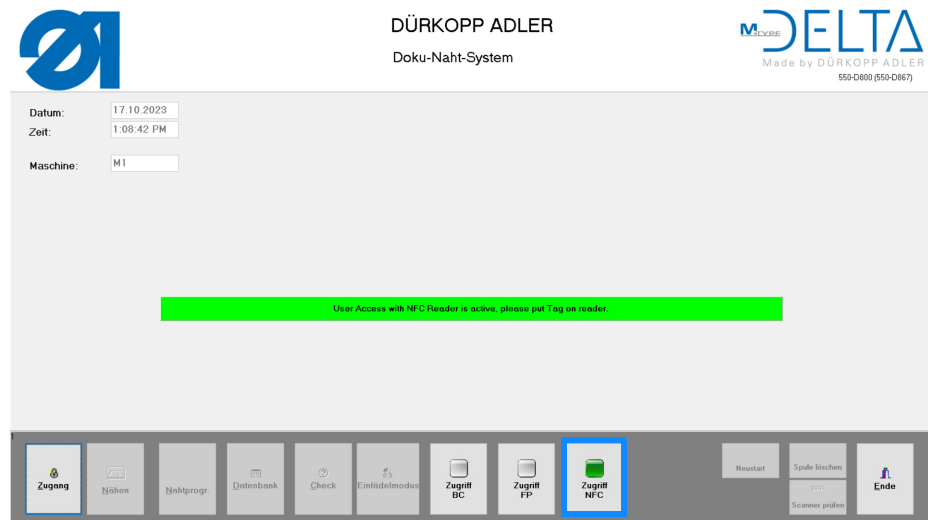 DÜRKOPP ADLER
Doku-Naht-System
M TYPE DELTA
Made by DÜRKOPP ADLER
550-D800 (550-D867)
Datum: 17.10.2023
Zeit: 1:08:42 PM
Maschine: M1
User Access with NFC Reader is active, please put Tag on reader.
1
Zugang
Nähen
Nahtprogr.
Datenbank
Check
Einfädelmodus
Zugriff
BC
Zugriff
FP
Zugriff
NFC
Neustart
Spule löschen
Scanner prüfen
Ende